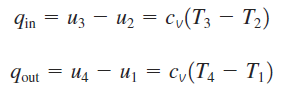 q_in = u_3 − u_2 = c_v(T_3 − T_2)
q_out = u_4 − u_1 = c_v(T_4 − T_1)